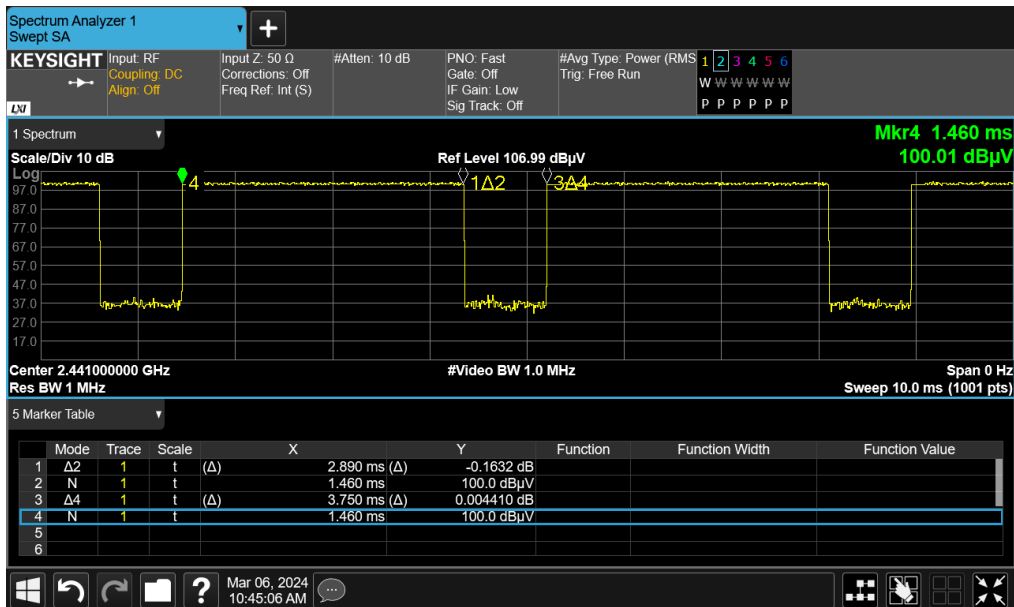 Spectrum Analyzer 1
Swept SA
+
KEYSIGHT
LXI
Input: RF
Coupling: DC
Align: Off
Input Z: 50 Ω
Corrections: Off
Freq Ref: Int (S)
#Atten: 10 dB
PNO: Fast
Gate: Off
IF Gain: Low
Sig Track: Off
#Avg Type: Power (RMS
Trig: Free Run
1 2 3 4 5 6
W W W W W W
P P P P P P
1 Spectrum
Mkr4 1.460 ms
100.01 dBµV
Scale/Div 10 dB
Ref Level 106.99 dBµV
Log
4
1Δ2
3Δ4
97.0
87.0
77.0
67.0
57.0
47.0
37.0
27.0
17.0
Center 2.441000000 GHz
#Video BW 1.0 MHz
Span 0 Hz
Res BW 1 MHz
Sweep 10.0 ms (1001 pts)
5 Marker Table
Mode Trace Scale X Y Function Function Width Function Value
1 Δ2 1 t (Δ) 2.890 ms (Δ) -0.1632 dB
2 N 1 t 1.460 ms 100.0 dBµV
3 Δ4 1 t (Δ) 3.750 ms (Δ) 0.004410 dB
4 N 1 t 1.460 ms 100.0 dBµV
5
6
?
Mar 06, 2024
10:45:06 AM